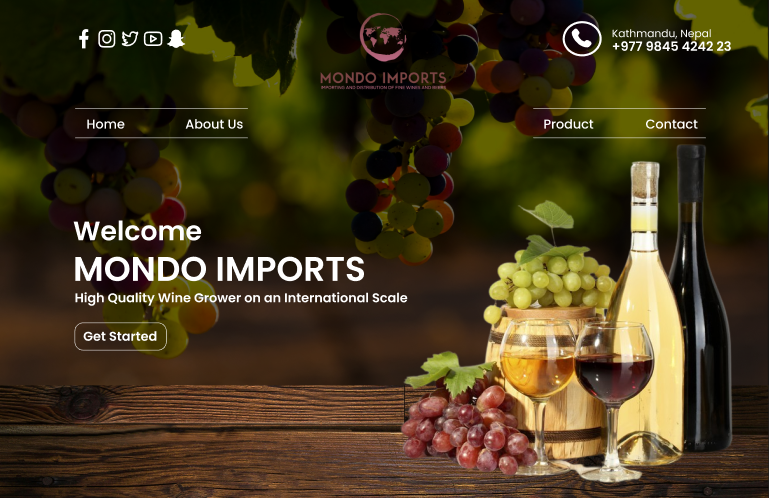 Kathmandu, Nepal
+977 9845 4242 23
MONDO IMPORTS
IMPORTING AND DISTRIBUTION OF FINE WINES AND BEERS
Home
About Us
Product
Contact
Welcome
MONDO IMPORTS
High Quality Wine Grower on an International Scale
Get Started